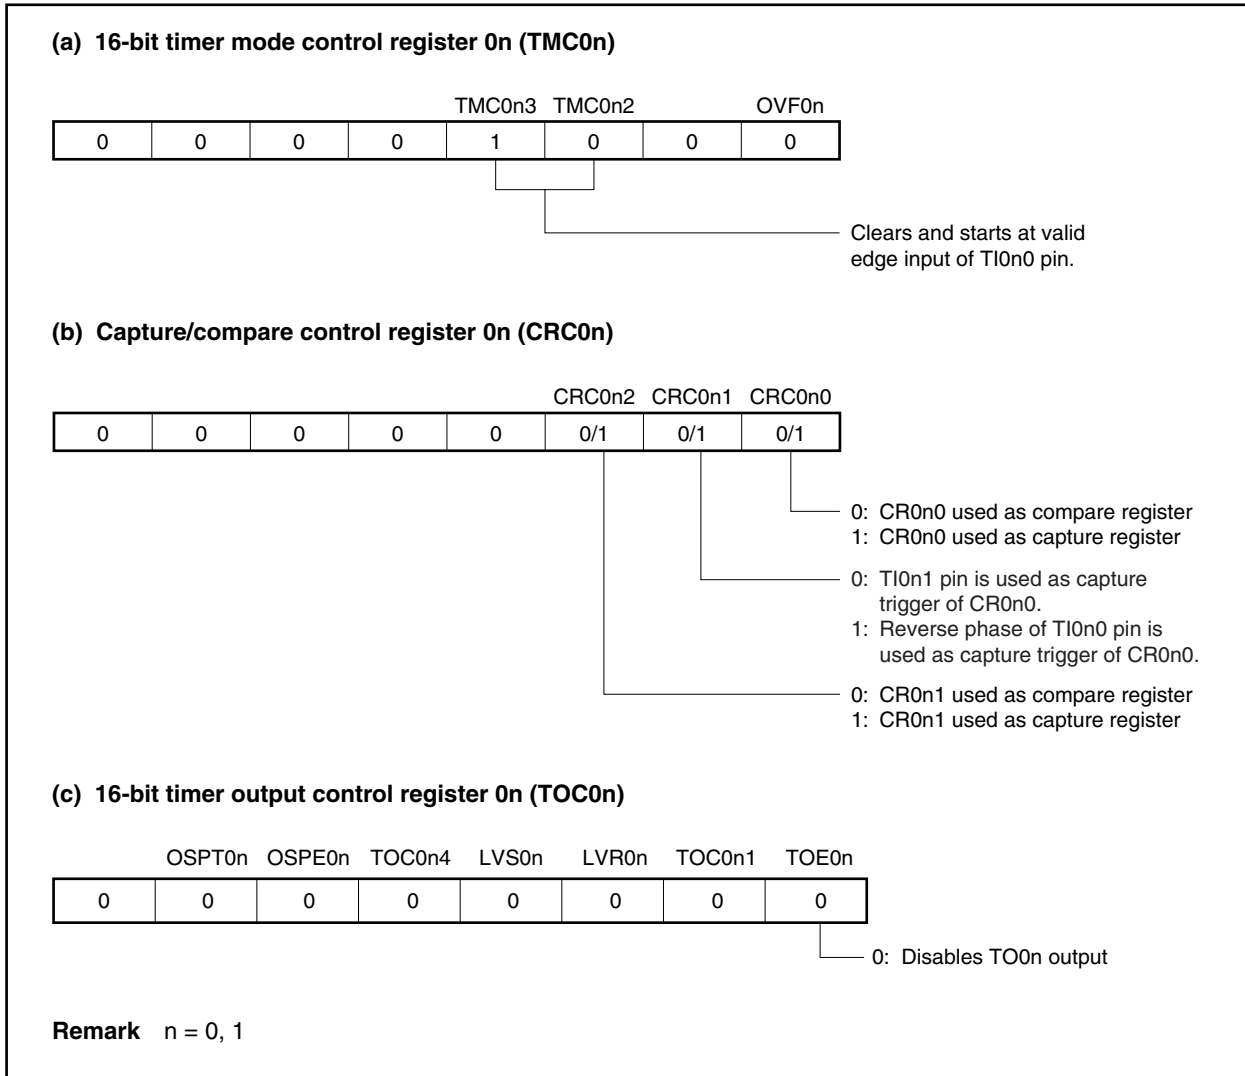 (a) 16-bit timer mode control register 0n (TMC0n)
TMC0n3 TMC0n2 OVF0n
0 0 0 0 1 0 0 0
Clears and starts at valid
edge input of TI0n0 pin.
(b) Capture/compare control register 0n (CRC0n)
CRC0n2 CRC0n1 CRC0n0
0 0 0 0 0 0/1 0/1 0/1
0: CR0n0 used as compare register
1: CR0n0 used as capture register
0: TI0n1 pin is used as capture
trigger of CR0n0.
1: Reverse phase of TI0n0 pin is
used as capture trigger of CR0n0.
0: CR0n1 used as compare register
1: CR0n1 used as capture register
(c) 16-bit timer output control register 0n (TOC0n)
OSPT0n OSPE0n TOC0n4 LVS0n LVR0n TOC0n1 TOE0n
0 0 0 0 0 0 0 0
0: Disables TO0n output
Remark n = 0, 1